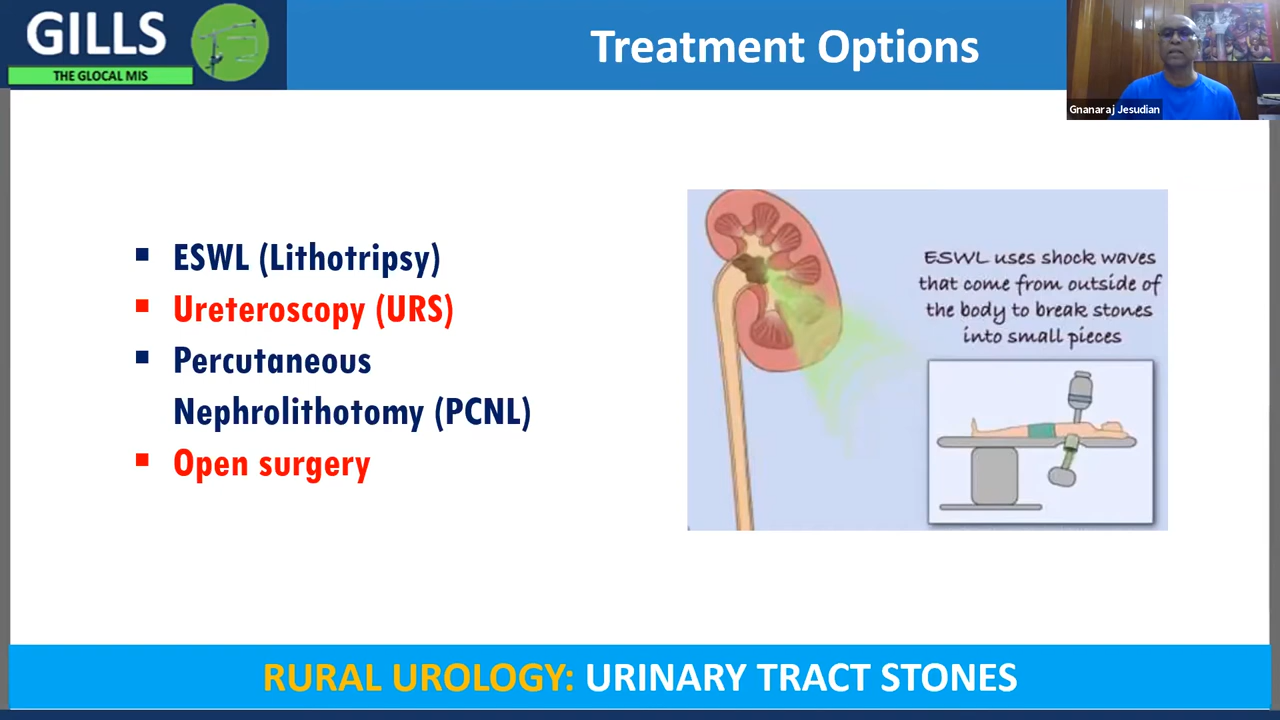 GILLS
THE GLOCAL MIS
Treatment Options
Gnanaraj Jesudian
▪ ESWL (Lithotripsy)
▪ Ureteroscopy (URS)
▪ Percutaneous
Nephrolithotomy (PCNL)
▪ Open surgery
ESWL uses shock waves
that come from outside of
the body to break stones
into small pieces
RURAL UROLOGY: URINARY TRACT STONES